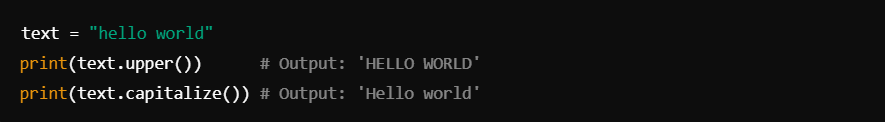 text = "hello world"
print(text.upper())      # Output: 'HELLO WORLD'
print(text.capitalize()) # Output: 'Hello world'